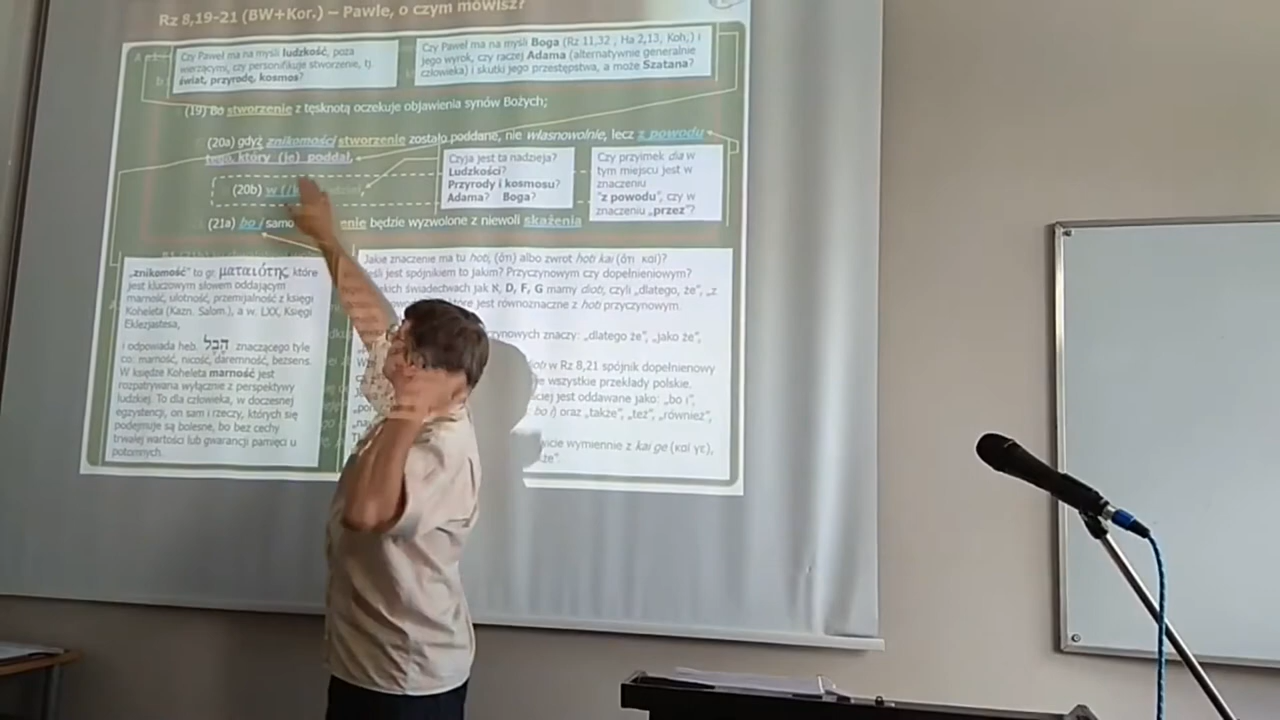 Rz 8,19-21 (BW+Kor.) – Pawle, o czym mówisz?
Czy Paweł ma na myśli ludzkość, poza
wierzącymi, czy personifikuje stworzenie, tj.
świat, przyrodę, kosmos?
Czy Paweł ma na myśli Boga (Rz 11,32 , Ha 2,13, Koh,) i
jego wyrok, czy raczej Adama (alternatywnie generalnie
człowieka) i skutki jego przestępstwa, a może Szatana?
(19) Bo stworzenie z tęsknotą oczekuje objawienia synów Bożych;
(20a) gdyż znikomości stworzenie zostało poddane, nie własnowolnie, lecz z powodu
tego, który (je) poddał,
(20b) w
(21a) bo i samo będzie wyzwolone z niewoli skażenia
Czyja jest ta nadzieja?
Ludzkości?
Przyrody i kosmosu?
Adama? Boga?
Czy przyimek dia w
tym miejscu jest w
znaczeniu
"z powodu", czy w
znaczeniu „przez"?
„znikomość" to gr. ματαιότης, które
jest kluczowym słowem oddającym
marność, ulotność, przemijalność z księgi
Koheleta (Kazn. Salom.), a w. LXX, Księgi
Eklezjastesa,
i odpowiada heb. הֶבֶל znaczącego tyle
co: marność, nicość, daremność, bezsens.
W księdze Koheleta marność jest
rozpatrywana wyłącznie z perspektywy
ludzkiej. To dla człowieka, w doczesnej
egzystencji, on sam i rzeczy, których się
podejmuje są bolesne, bo bez cechy
trwałej wartości lub gwarancji pamięci u
potomnych.
Jakie znaczenie ma tu hoti, (ὅτι) albo zwrot hoti kai (ὅτι καὶ)?
jest spójnikiem to jakim? Przyczynowym czy dopełnieniowym?
świadectwach jak א, D, F, G mamy dioti, czyli „dlatego, że", „z
które jest równoznaczne z hoti przyczynowym.
znaczy: „dlatego że", „jako że",
w Rz 8,21 spójnik dopełnieniowy
wszystkie przekłady polskie.
jest oddawane jako: „bo i",
bo i) oraz „także", „też", „również",
wymiennie z kai ge (καί γε),